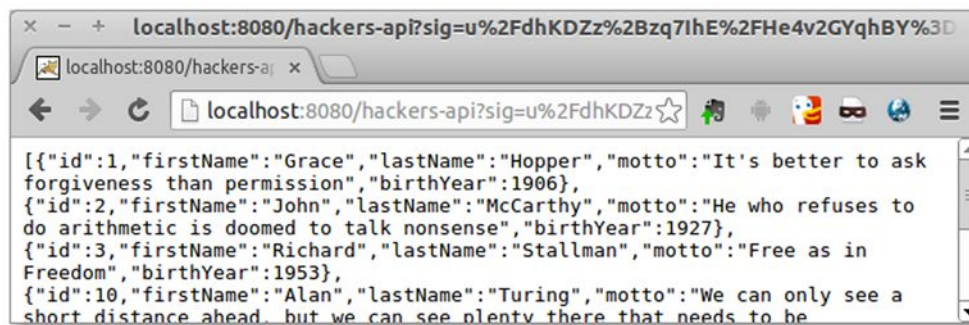 localhost:8080/hackers-api?sig=u%2FdhKDZz%2Bzq7IhE%2FHe4v2GYqhBY%3D
localhost:8080/hackers-ap
localhost:8080/hackers-api?sig=u%2FdhKDZz
[{"id":1,"firstName":"Grace","lastName":"Hopper","motto":"It's better to ask
forgiveness than permission","birthYear":1906},
{"id":2,"firstName":"John","lastName":"McCarthy","motto":"He who refuses to
do arithmetic is doomed to talk nonsense","birthYear":1927},
{"id":3,"firstName":"Richard","lastName":"Stallman","motto":"Free as in
Freedom","birthYear":1953},
{"id":10,"firstName":"Alan","lastName":"Turing","motto":"We can only see a
short distance ahead, but we can see plenty there that needs to be